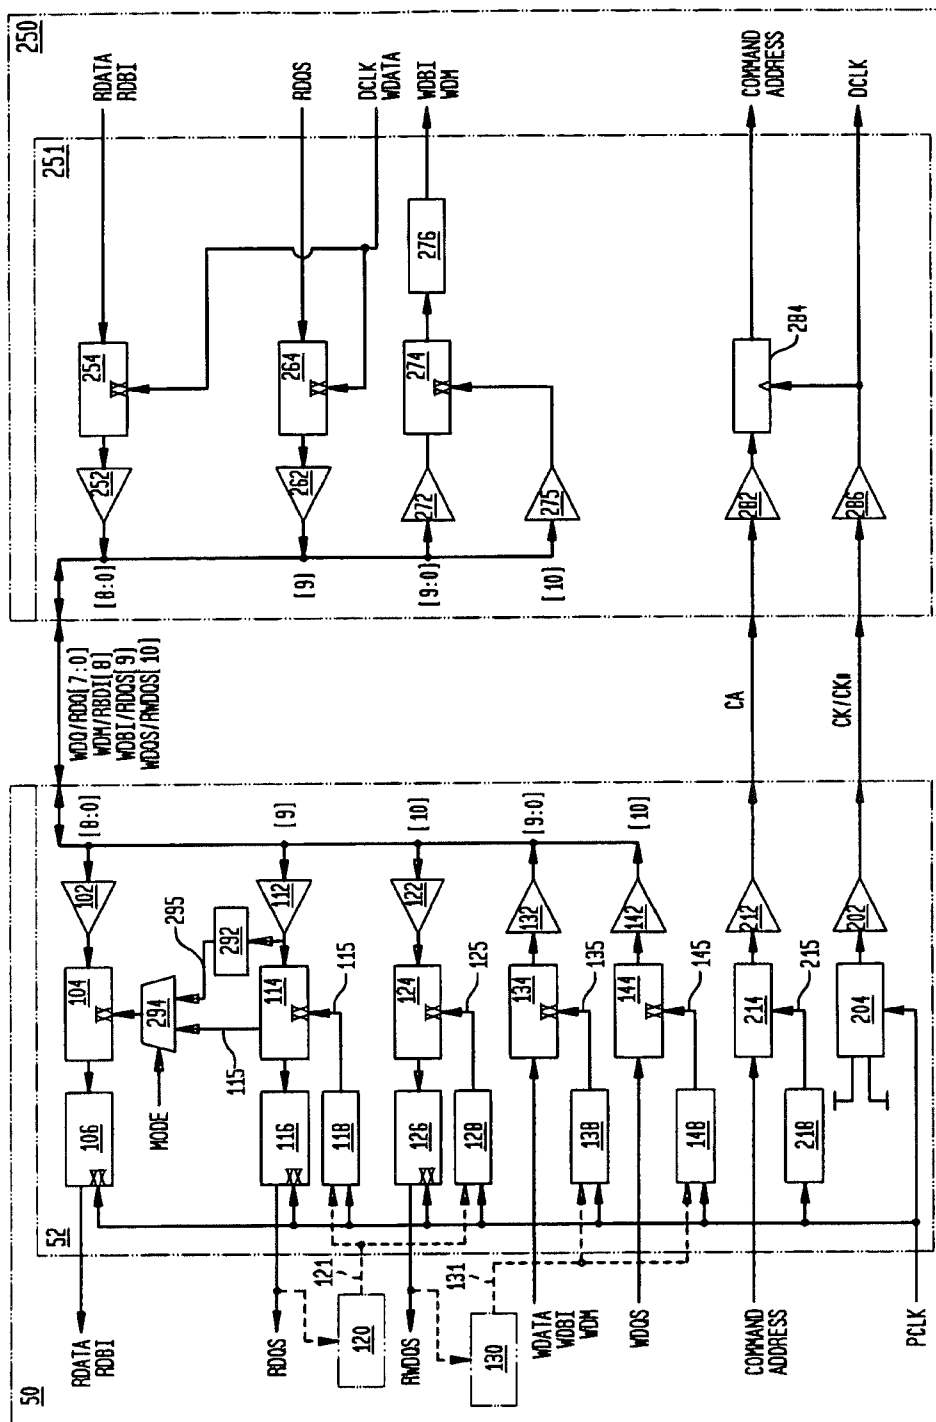 250
251
RDATA
RDBI
RDQS
DCLK
WDATA
WDBI
WDM
COMMAND
ADDRESS
DCLK
254
264
274
276
284
252
262
272
275
282
286
[8:0]
[9]
[9:0]
[10]
WDQ/RDQ[7:0]
WDM/RBDI[8]
WDBI/RDQS[9]
WDQS/RWDQS[10]
CA
CK/CK#
50
52
[8:0]
[9]
[10]
[9:0]
[10]
102
112
122
132
142
212
202
295
292
104
294
114
115
124
125
134
135
144
145
214
215
204
115
106
MODE
116
118
126
128
138
148
218
121
131
120
130
RDATA
RDBI
RDQS
RWDQS
WDATA
WDBI
WDM
WDQS
COMMAND
ADDRESS
PCLK